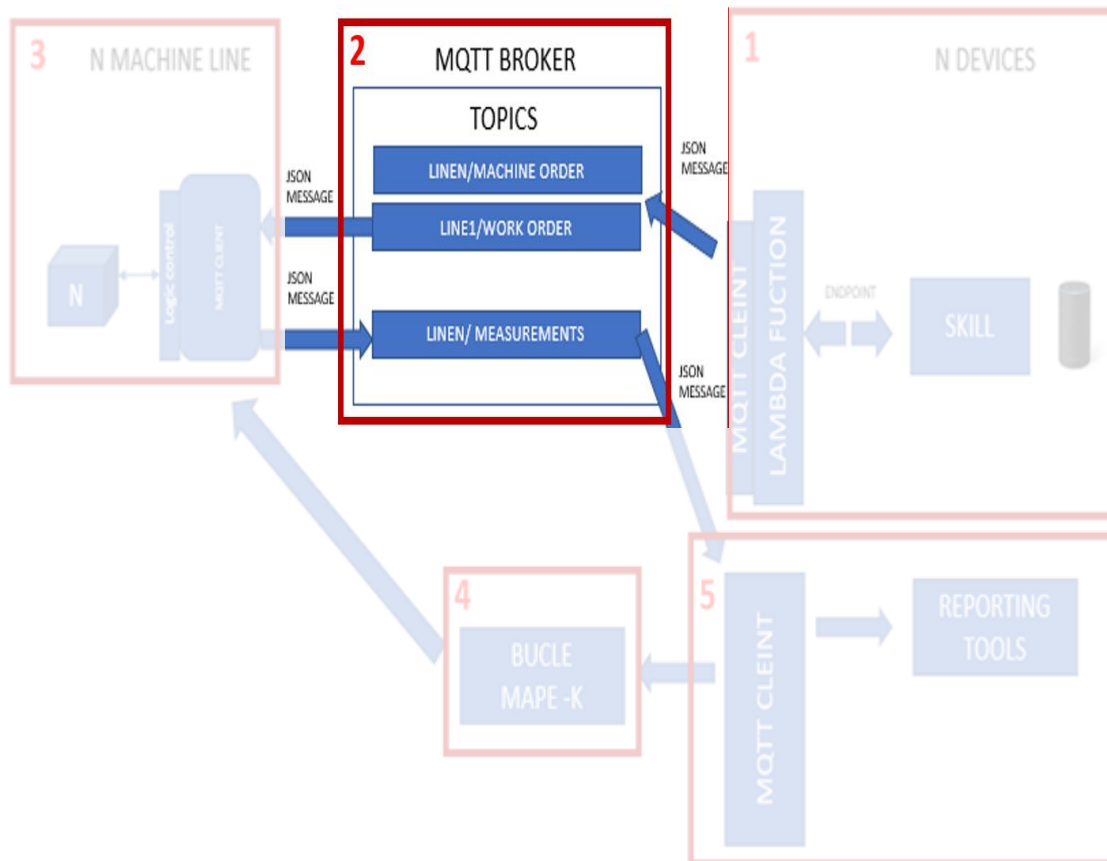 3
N MACHINE LINE
N
Logic control
MQTT CLIENT
JSON
MESSAGE
JSON
MESSAGE
2
MQTT BROKER
TOPICS
LINEN/MACHINE ORDER
LINE1/WORK ORDER
LINEN/ MEASUREMENTS
JSON
MESSAGE
JSON
MESSAGE
1
N DEVICES
MQTT CLEINT
LAMBDA FUCTION
ENDPOINT
SKILL
4
BUCLE
MAPE -K
5
MQTT CLEINT
REPORTING
TOOLS